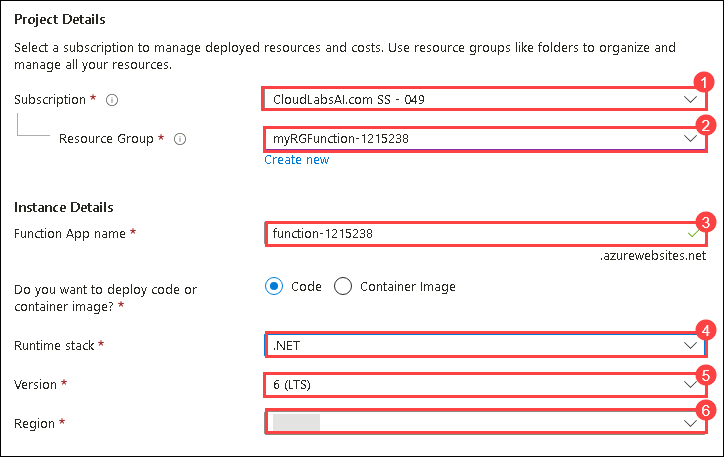 Project Details
Select a subscription to manage deployed resources and costs. Use resource groups like folders to organize and
manage all your resources.
1
Subscription * CloudLabsAI.com SS - 049
2
Resource Group * myRGFunction-1215238
Create new
Instance Details
3
Function App name * function-1215238
.azurewebsites.net
Do you want to deploy code or
container image? *
Code Container Image
4
Runtime stack * .NET
5
Version * 6 (LTS)
6
Region *